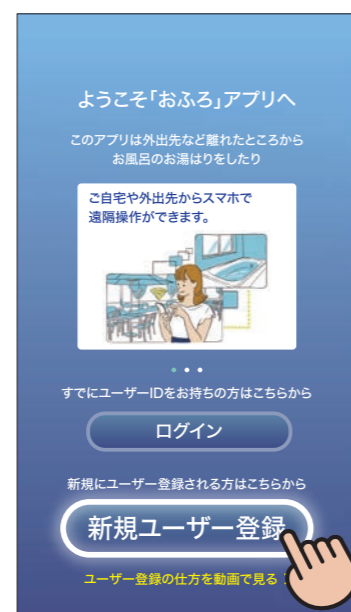 ようこそ「おふろ」アプリへ
このアプリは外出先など離れたところから
お風呂のお湯はりをしたり
ご自宅や外出先からスマホで
遠隔操作ができます。
すでにユーザーIDをお持ちの方はこちらから
ログイン
新規にユーザー登録される方はこちらから
新規ユーザー登録
ユーザー登録の仕方を動画で見る